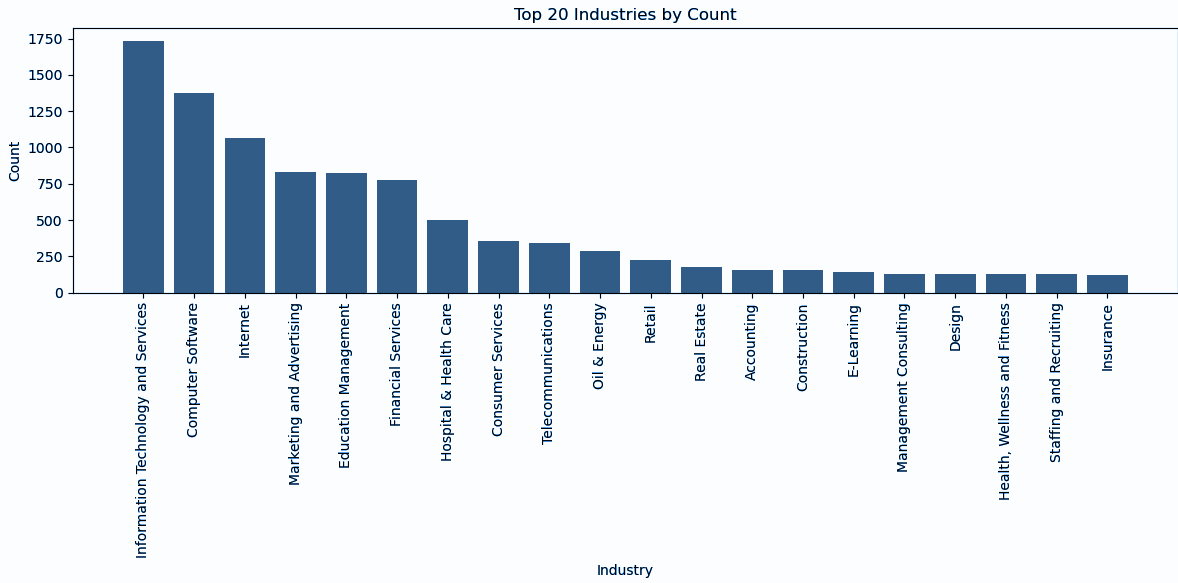 Top 20 Industries by Count
Count
1750
1500
1250
1000
750
500
250
0
Information Technology and Services
Computer Software
Internet
Marketing and Advertising
Education Management
Financial Services
Hospital & Health Care
Consumer Services
Telecommunications
Oil & Energy
Retail
Real Estate
Accounting
Construction
E-Learning
Management Consulting
Design
Health, Wellness and Fitness
Staffing and Recruiting
Insurance
Industry